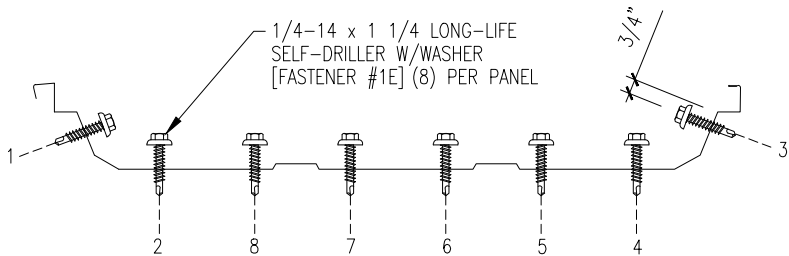 1/4-14 x 1 1/4 LONG-LIFE
SELF-DRILLER W/WASHER
[FASTENER #1E] (8) PER PANEL
3/4"
1
3
2 8 7 6 5 4